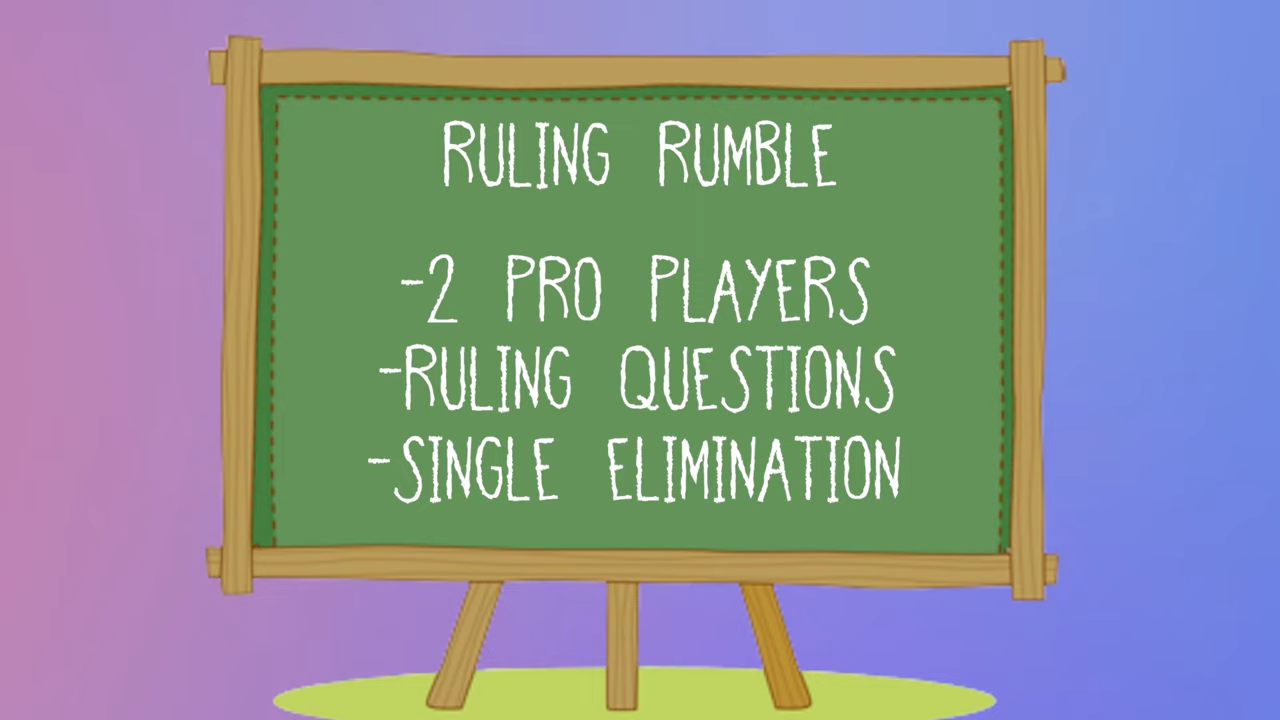 RULING RUMBLE
-2 PRO PLAYERS
-RULING QUESTIONS
-SINGLE ELIMINATION